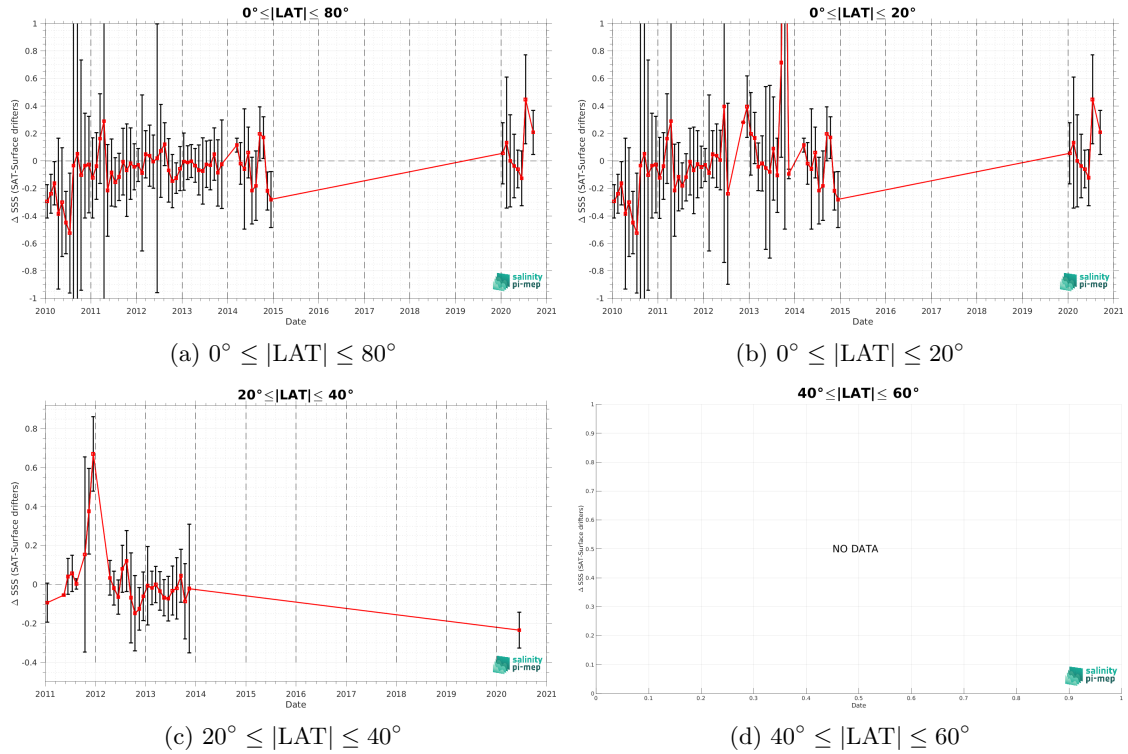 0°≤|LAT|≤ 80°
Δ SSS (SAT-Surface drifters)
1
0.8
0.6
0.4
0.2
0
-0.2
-0.4
-0.6
-0.8
-1
2010 2011 2012 2013 2014 2015 2016 2017 2018 2019 2020 2021
Date
salinity
pi-mep
(a) 0° ≤ |LAT| ≤ 80°
0°≤|LAT|≤ 20°
Δ SSS (SAT-Surface drifters)
1
0.8
0.6
0.4
0.2
0
-0.2
-0.4
-0.6
-0.8
-1
2010 2011 2012 2013 2014 2015 2016 2017 2018 2019 2020 2021
Date
salinity
pi-mep
(b) 0° ≤ |LAT| ≤ 20°
20°≤|LAT|≤ 40°
Δ SSS (SAT-Surface drifters)
0.8
0.6
0.4
0.2
0
-0.2
-0.4
2011 2012 2013 2014 2015 2016 2017 2018 2019 2020 2021
Date
salinity
pi-mep
(c) 20° ≤ |LAT| ≤ 40°
40°≤|LAT|≤ 60°
Δ SSS (SAT-Surface drifters)
1
0.9
0.8
0.7
0.6
0.5
0.4
0.3
0.2
0.1
0
NO DATA
0 0.1 0.2 0.3 0.4 0.5 0.6 0.7 0.8 0.9 1
Date
salinity
pi-mep
(d) 40° ≤ |LAT| ≤ 60°